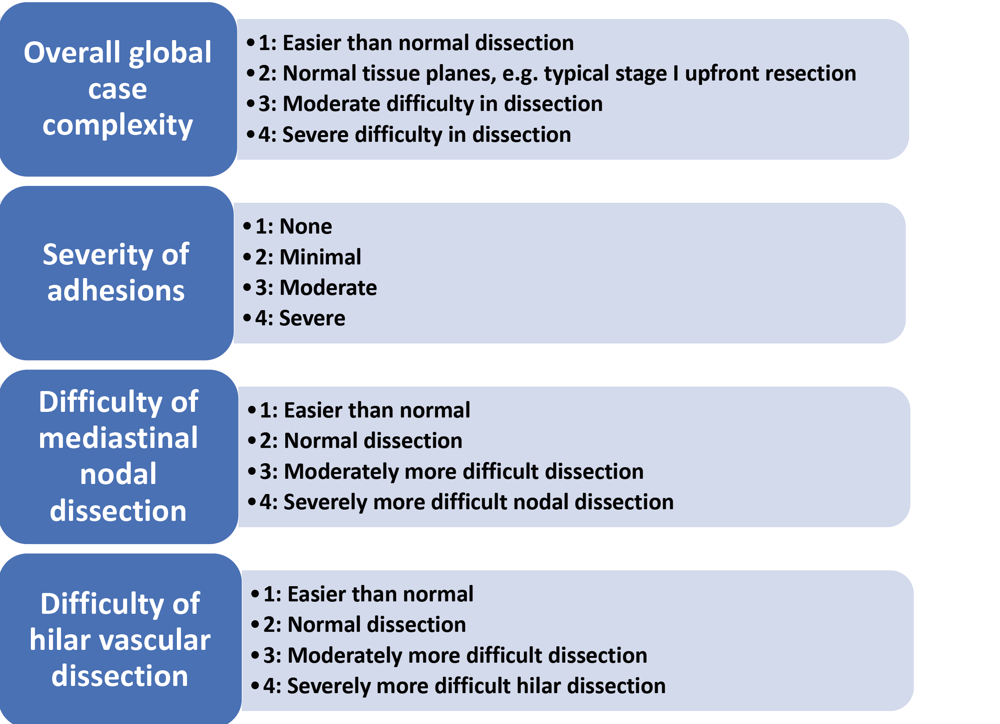 Overall global
case
complexity
•1: Easier than normal dissection
•2: Normal tissue planes, e.g. typical stage I upfront resection
•3: Moderate difficulty in dissection
•4: Severe difficulty in dissection
Severity of
adhesions
•1: None
•2: Minimal
•3: Moderate
•4: Severe
Difficulty of
mediastinal
nodal
dissection
•1: Easier than normal
•2: Normal dissection
•3: Moderately more difficult dissection
•4: Severely more difficult nodal dissection
Difficulty of
hilar vascular
dissection
•1: Easier than normal
•2: Normal dissection
•3: Moderately more difficult dissection
•4: Severely more difficult hilar dissection